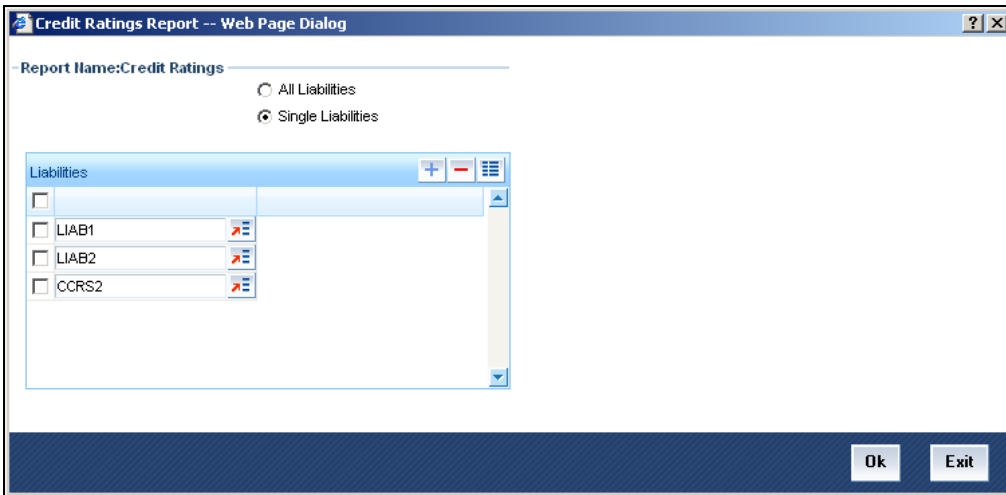 Credit Ratings Report -- Web Page Dialog
Report Name:Credit Ratings
All Liabilities
Single Liabilities
Liabilities
LIAB1
LIAB2
CCRS2
Ok Exit